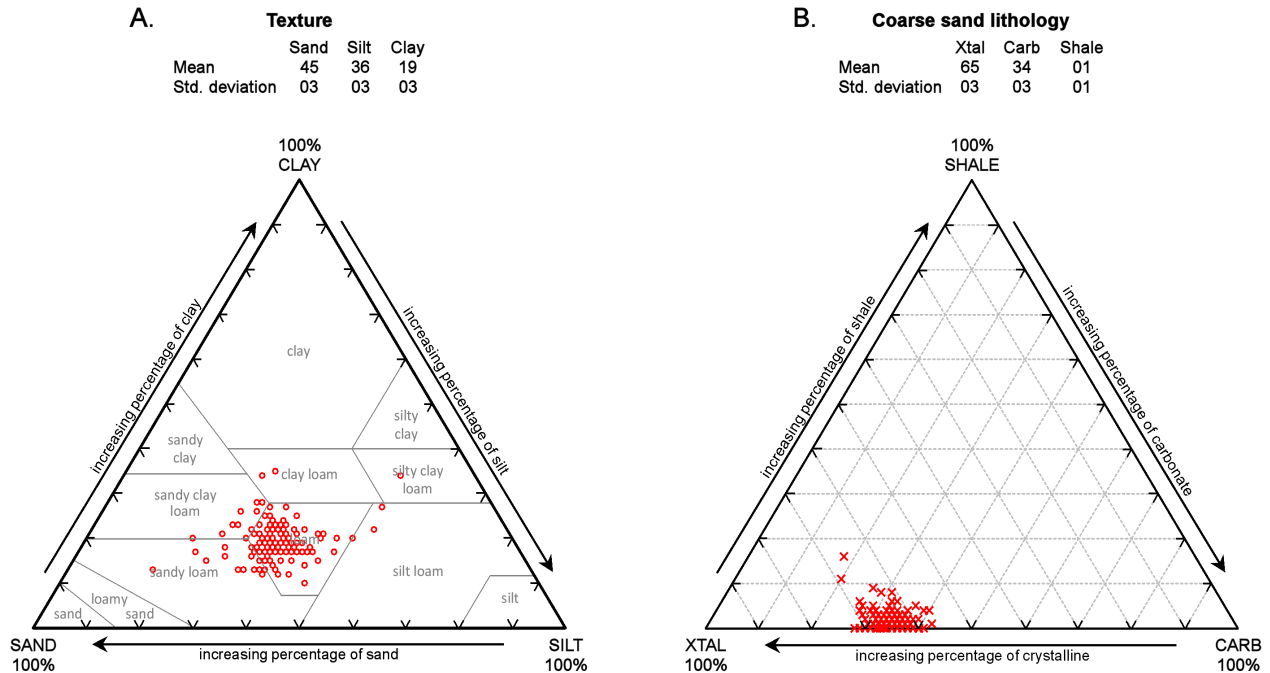 A.
Texture
Sand Silt Clay
Mean 45 36 19
Std. deviation 03 03 03
100%
CLAY
increasing percentage of clay
increasing percentage of silt
clay
silty
clay
sandy
clay
clay loam
silty clay
loam
sandy clay
loam
loam
sandy loam
silt loam
loamy
sand
sand
silt
SAND
100%
increasing percentage of sand
SILT
100%
B.
Coarse sand lithology
Xtal Carb Shale
Mean 65 34 01
Std. deviation 03 03 01
100%
SHALE
increasing percentage of shale
increasing percentage of carbonate
XTAL
100%
increasing percentage of crystalline
CARB
100%